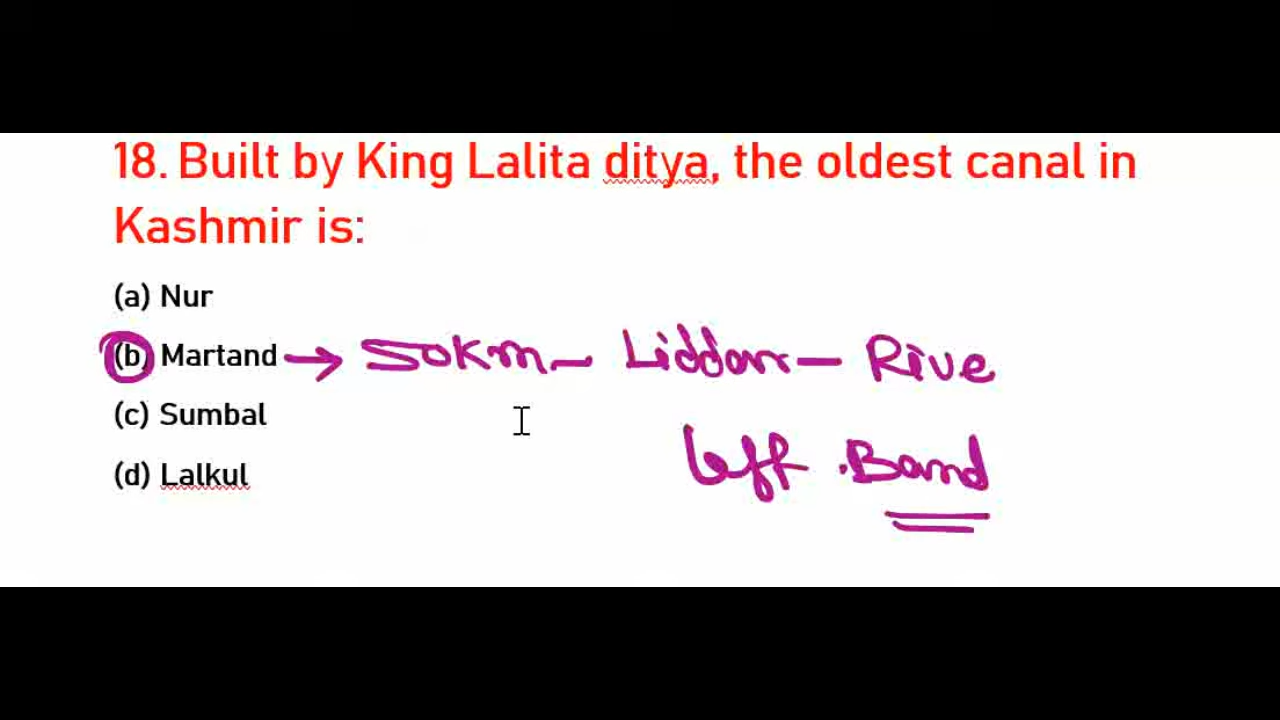 18. Built by King Lalita ditya, the oldest canal in
Kashmir is:
(a) Nur
(b) Martand → 50Km - Liddarr - Rive
(c) Sumbal
left Band
(d) Lalkul